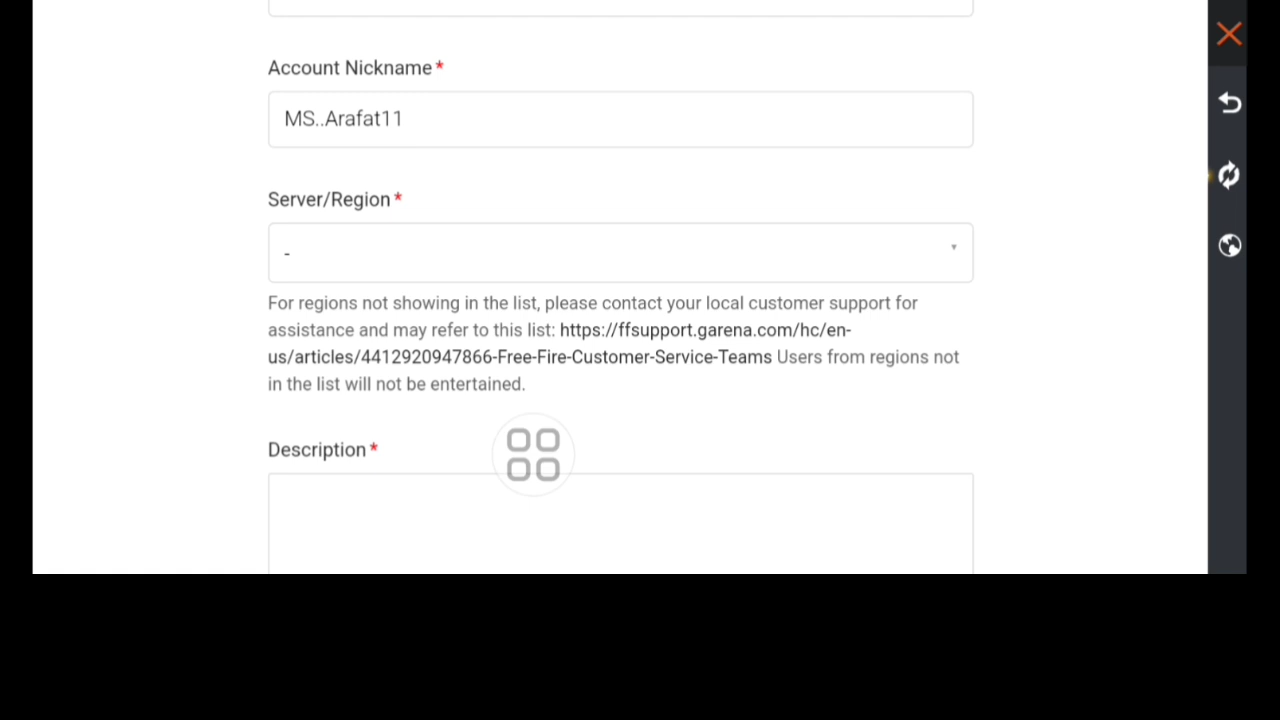 Account Nickname*
MS..Arafat11
Server/Region*
-
For regions not showing in the list, please contact your local customer support for
assistance and may refer to this list: https://ffsupport.garena.com/hc/en-
us/articles/4412920947866-Free-Fire-Customer-Service-Teams Users from regions not
in the list will not be entertained.
Description*